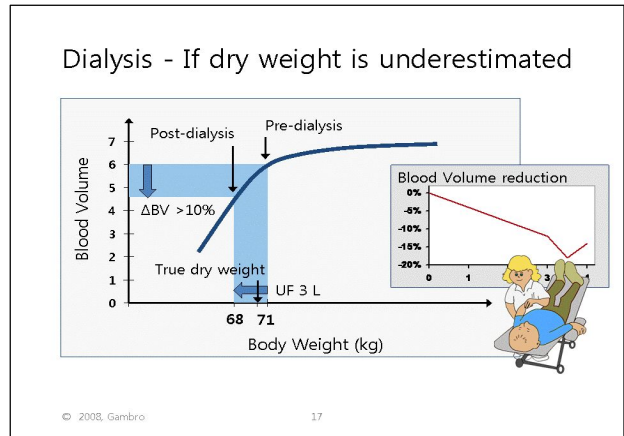 Dialysis - If dry weight is underestimated
Post-dialysis
Pre-dialysis
7
6
5
4
3
2
1
0
Blood Volume
ΔBV >10%
True dry weight
UF 3 L
68
71
Body Weight (kg)
Blood Volume reduction
0%
-5%
-10%
-15%
-20%
0
1
3
© 2008, Gambro
17